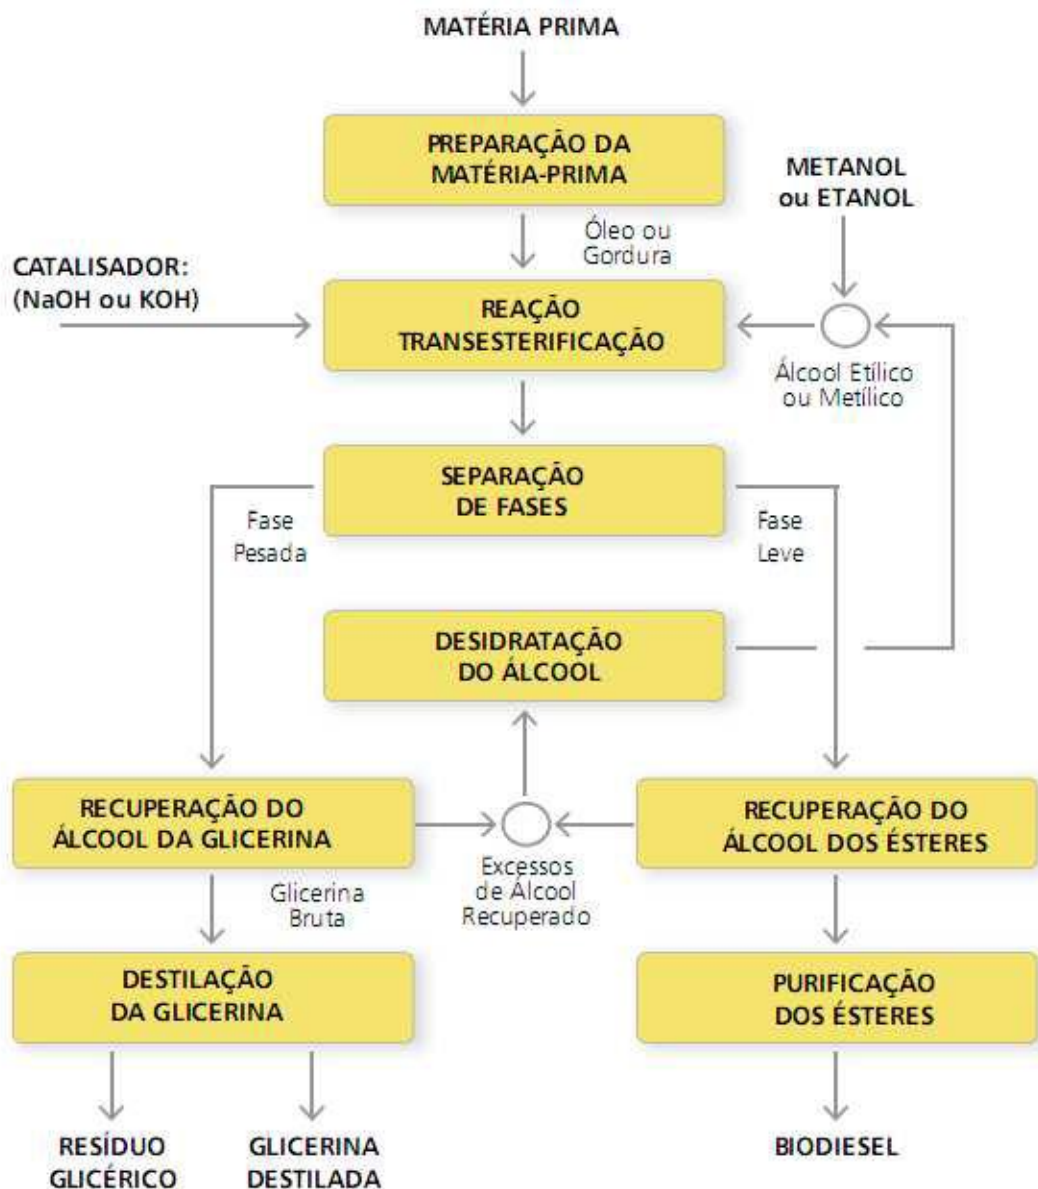 MATÉRIA PRIMA
PREPARAÇÃO DA
MATÉRIA-PRIMA
METANOL
ou ETANOL
Óleo ou
Gordura
CATALISADOR:
(NaOH ou KOH)
REAÇÃO
TRANSESTERIFICAÇÃO
Álcool Etílico
ou Metílico
SEPARAÇÃO
DE FASES
Fase
Pesada
Fase
Leve
DESIDRATAÇÃO
DO ÁLCOOL
RECUPERAÇÃO DO
ÁLCOOL DA GLICERINA
RECUPERAÇÃO DO
ÁLCOOL DOS ÉSTERES
Excessos
de Álcool
Recuperado
Glicerina
Bruta
DESTILAÇÃO
DA GLICERINA
PURIFICAÇÃO
DOS ÉSTERES
RESÍDUO
GLICÉRICO
GLICERINA
DESTILADA
BIODIESEL